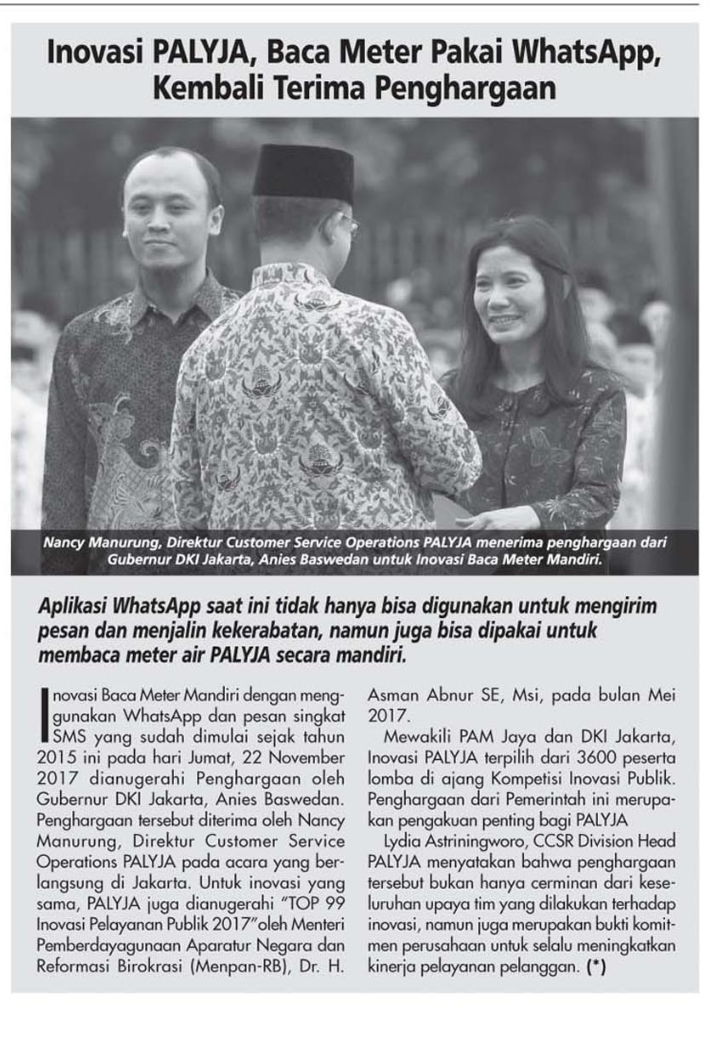 Inovasi PALYJA, Baca Meter Pakai WhatsApp,
Kembali Terima Penghargaan
Nancy Manurung, Direktur Customer Service Operations PALYJA menerima penghargaan dari
Gubernur DKI Jakarta, Anies Baswedan untuk Inovasi Baca Meter Mandiri.
Aplikasi WhatsApp saat ini tidak hanya bisa digunakan untuk mengirim
pesan dan menjalin kekerabatan, namun juga bisa dipakai untuk
membaca meter air PALYJA secara mandiri.
Inovasi Baca Meter Mandiri dengan meng-
gunakan WhatsApp dan pesan singkat
SMS yang sudah dimulai sejak tahun
2015 ini pada hari Jumat, 22 November
2017 dianugerahi Penghargaan oleh
Gubernur DKI Jakarta, Anies Baswedan.
Penghargaan tersebut diterima oleh Nancy
Manurung, Direktur Customer Service
Operations PALYJA pada acara yang ber-
langsung di Jakarta. Untuk inovasi yang
sama, PALYJA juga dianugerahi “TOP 99
Inovasi Pelayanan Publik 2017”oleh Menteri
Pemberdayagunaan Aparatur Negara dan
Reformasi Birokrasi (Menpan-RB), Dr. H.
Asman Abnur SE, Msi, pada bulan Mei
2017.
Mewakili PAM Jaya dan DKI Jakarta,
Inovasi PALYJA terpilih dari 3600 peserta
lomba di ajang Kompetisi Inovasi Publik.
Penghargaan dari Pemerintah ini merupa-
kan pengakuan penting bagi PALYJA
Lydia Astriningworo, CCSR Division Head
PALYJA menyatakan bahwa penghargaan
tersebut bukan hanya cerminan dari kese-
luruhan upaya tim yang dilakukan terhadap
inovasi, namun juga merupakan bukti komit-
men perusahaan untuk selalu meningkatkan
kinerja pelayanan pelanggan. (*)